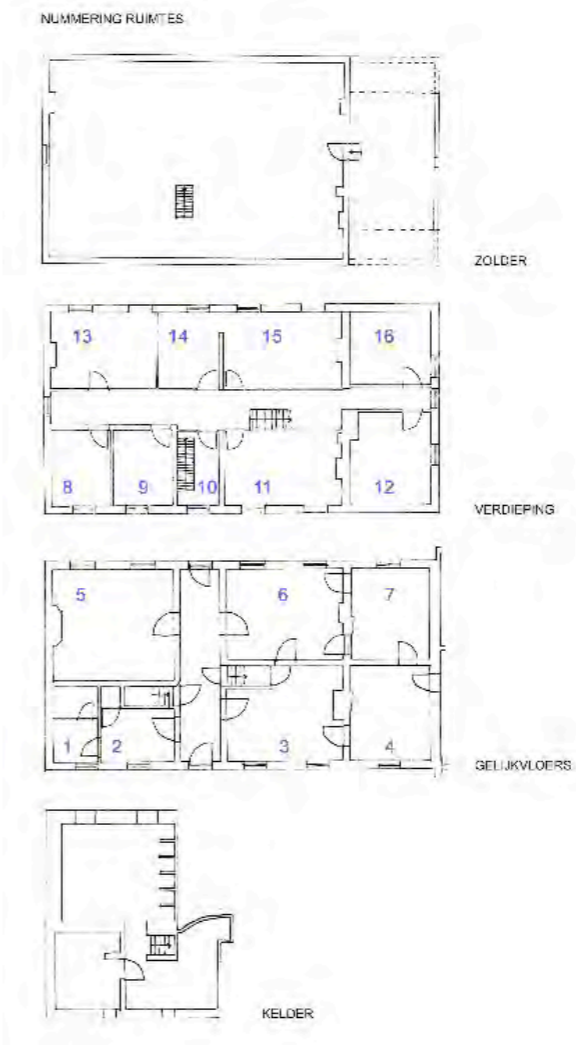 NUMMERING RUIMTES
ZOLDER
13 14 15 16
8 9 10 11 12
VERDIEPING
5 6 7
1 2 3 4
GELIJKVLOERS
KELDER